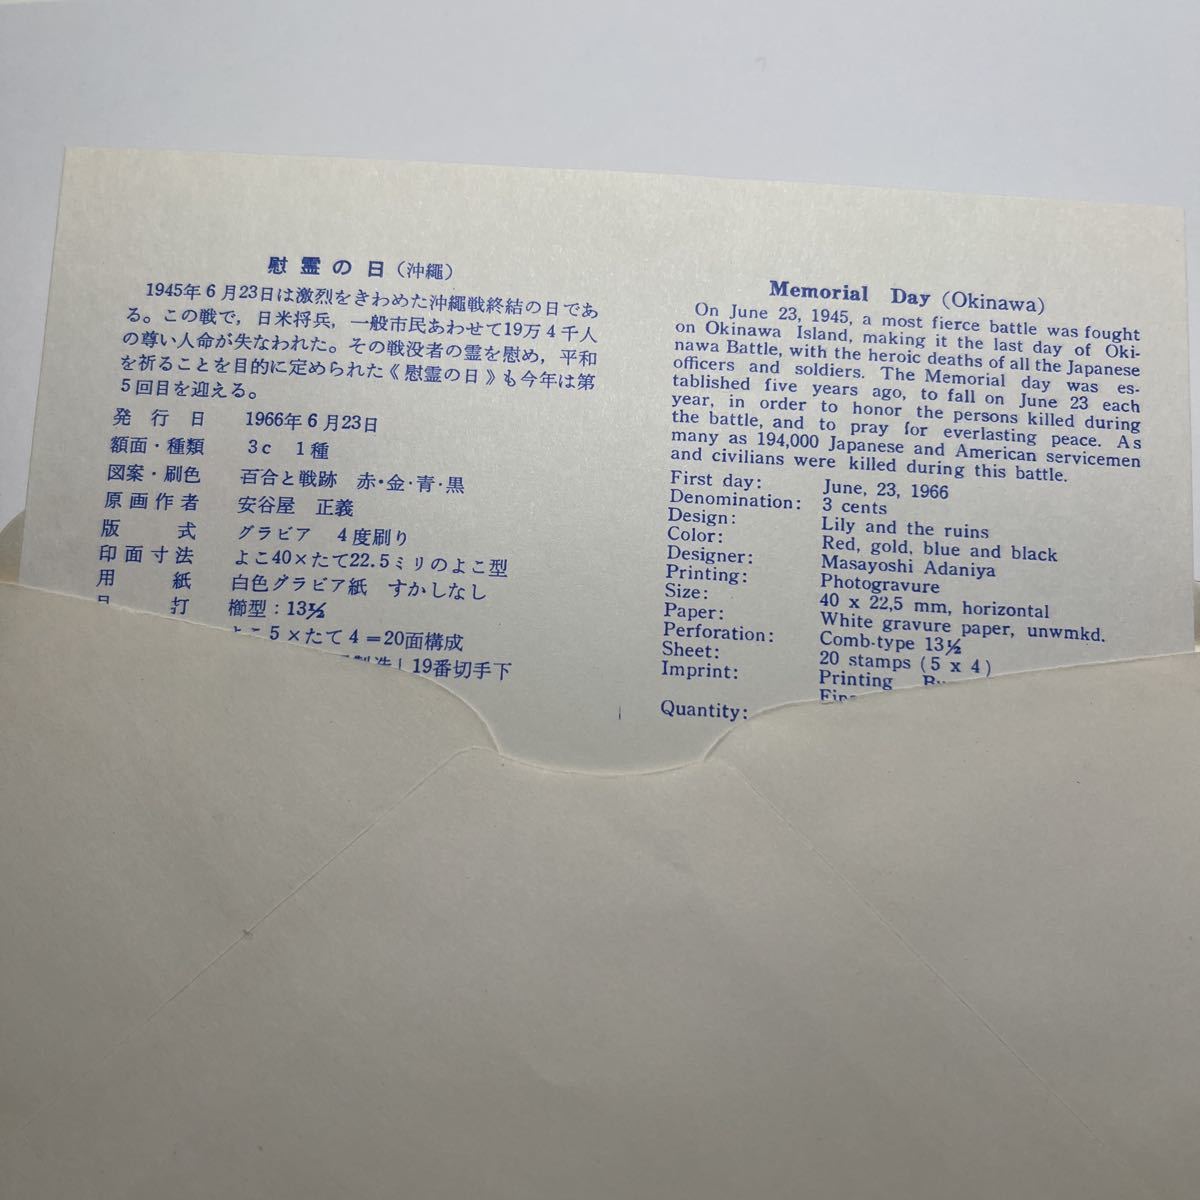 慰霊の日(沖縄)
1945年6月23日は激烈をきわめた沖縄戦終結の日であ
る。この戦で,日米将兵,一般市民あわせて19万4千人
の尊い人命が失なわれた。その戦没者の霊を慰め,平和
を祈ることを目的に定められた《慰霊の日》も今年は第
5回目を迎える。
発行日 1966年6月23日
額面・種類 3c 1種
図案・刷色 百合と戦跡 赤・金・青・黒
原画作者 安谷屋 正義
版式 グラビア 4度刷り
印面寸法 よこ40×たて22.5ミリのよこ型
用紙 白色グラビア紙 すかしなし
打 櫛型:13½
よこ5×たて4=20面構成
製造」19番切手下
Memorial Day (Okinawa)
On June 23, 1945, a most fierce battle was fought
on Okinawa Island, making it the last day of Oki-
nawa Battle, with the heroic deaths of all the Japanese
officers and soldiers. The Memorial day was es-
tablished five years ago, to fall on June 23 each
year, in order to honor the persons killed during
the battle, and to pray for everlasting peace. As
many as 194,000 Japanese and American servicemen
and civilians were killed during this battle.
First day: June, 23, 1966
Denomination: 3 cents
Design: Lily and the ruins
Color: Red, gold, blue and black
Designer: Masayoshi Adaniya
Printing: Photogravure
Size: 40 x 22,5 mm, horizontal
Paper: White gravure paper, unwmkd.
Perforation: Comb-type 13½
Sheet: 20 stamps (5 x 4)
Imprint: Printing
Quantity: